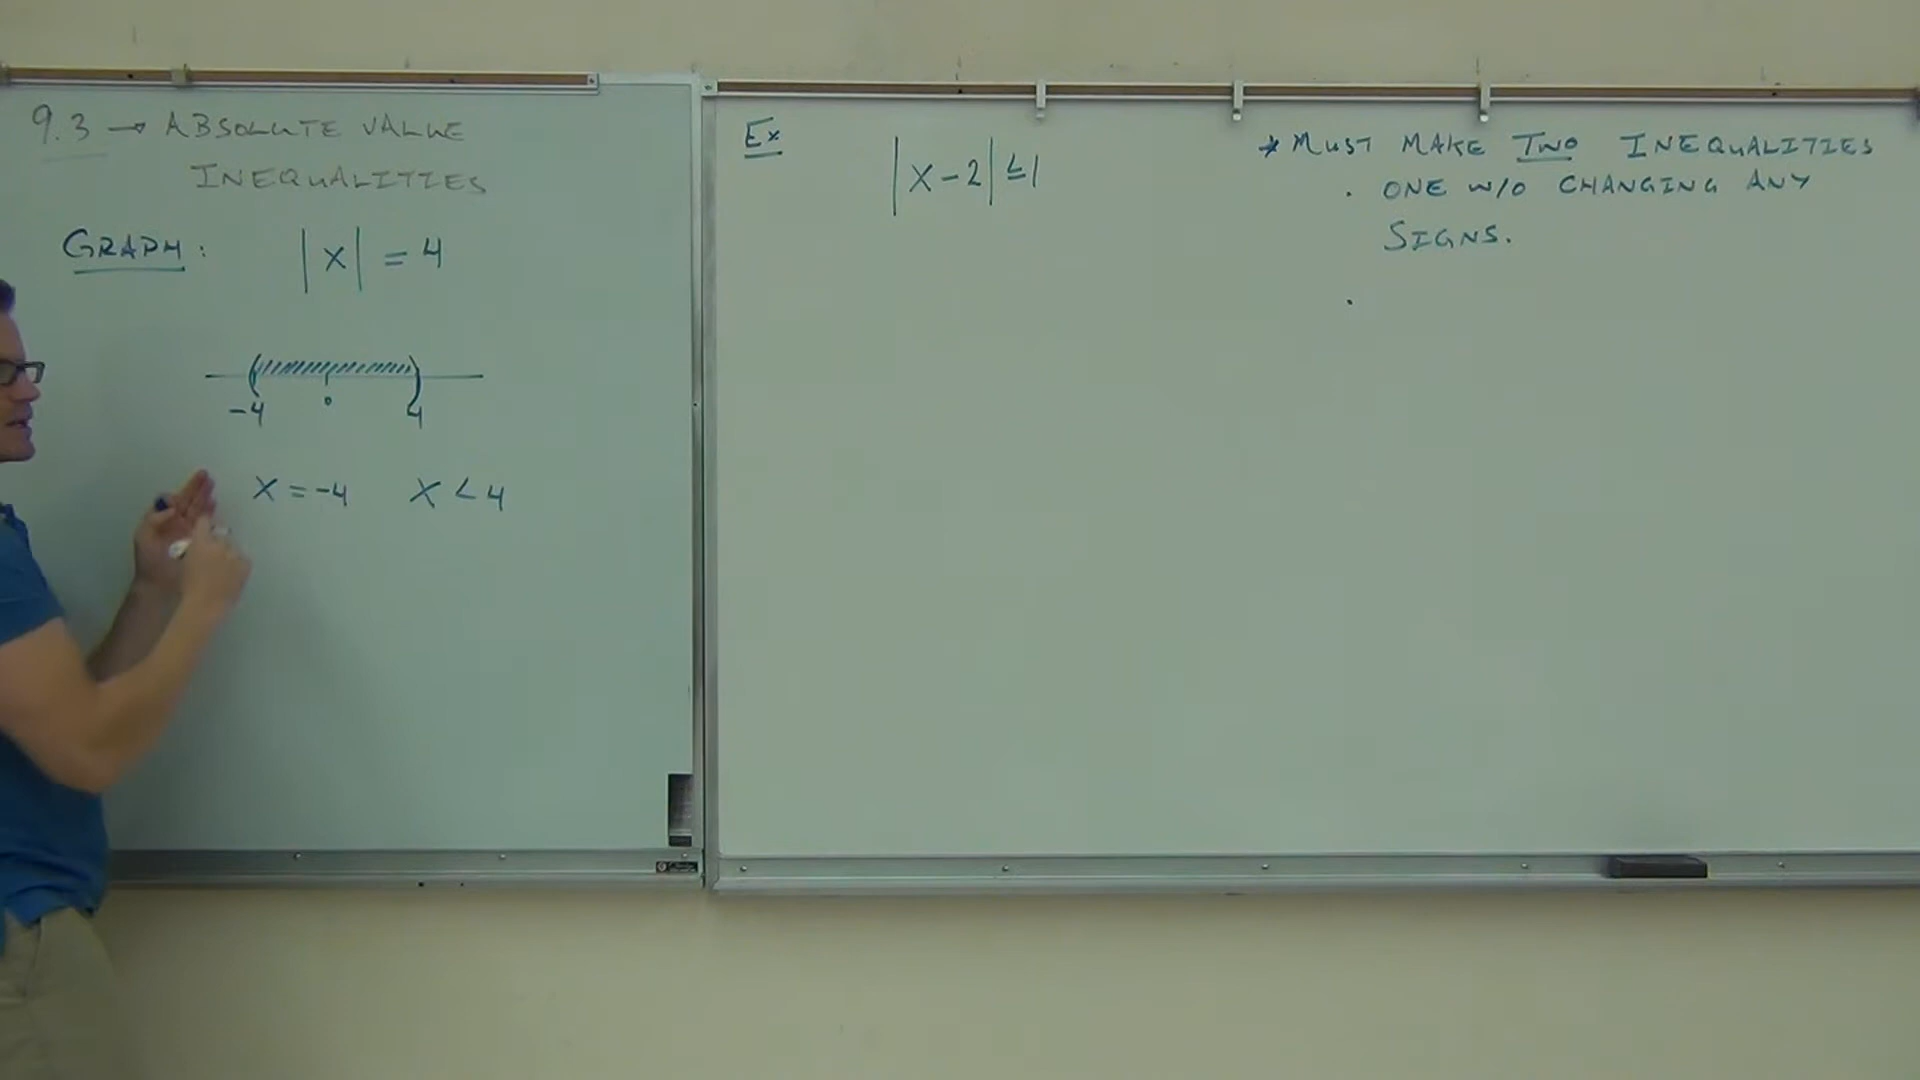 9.3 → ABSOLUTE VALUE
INEQUALITIES
GRAPH: |x| = 4
-4 0 4
x = -4 x < 4
Ex |x-2| ≤ 1
* MUST MAKE TWO INEQUALITIES
• ONE W/O CHANGING ANY
SIGNS.
•